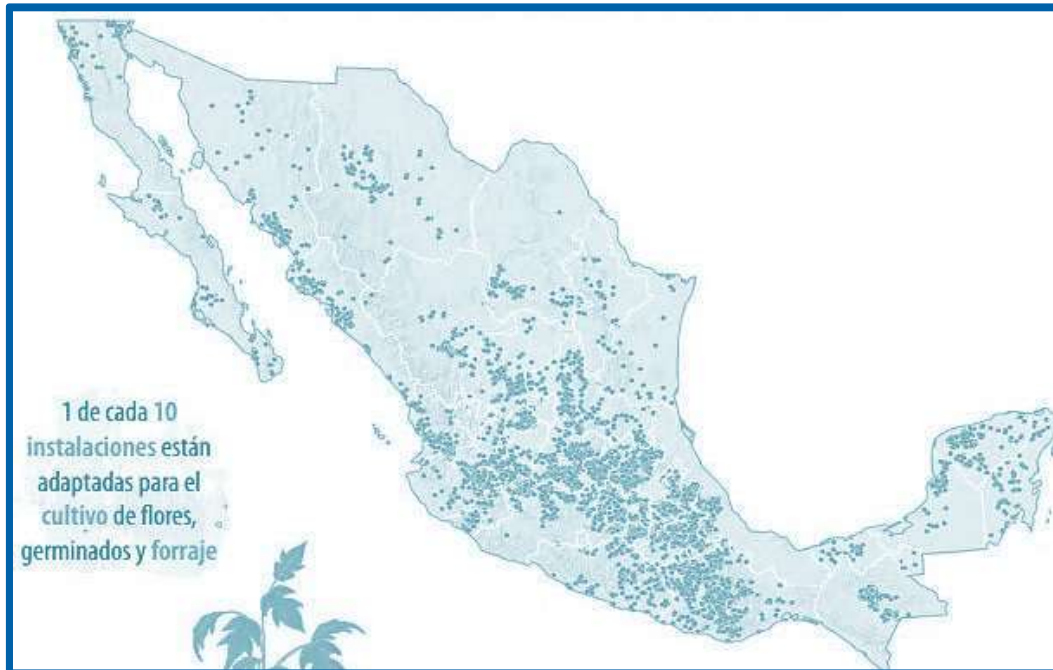 1 de cada 10
instalaciones están
adaptadas para el
cultivo de flores,
germinados y forraje